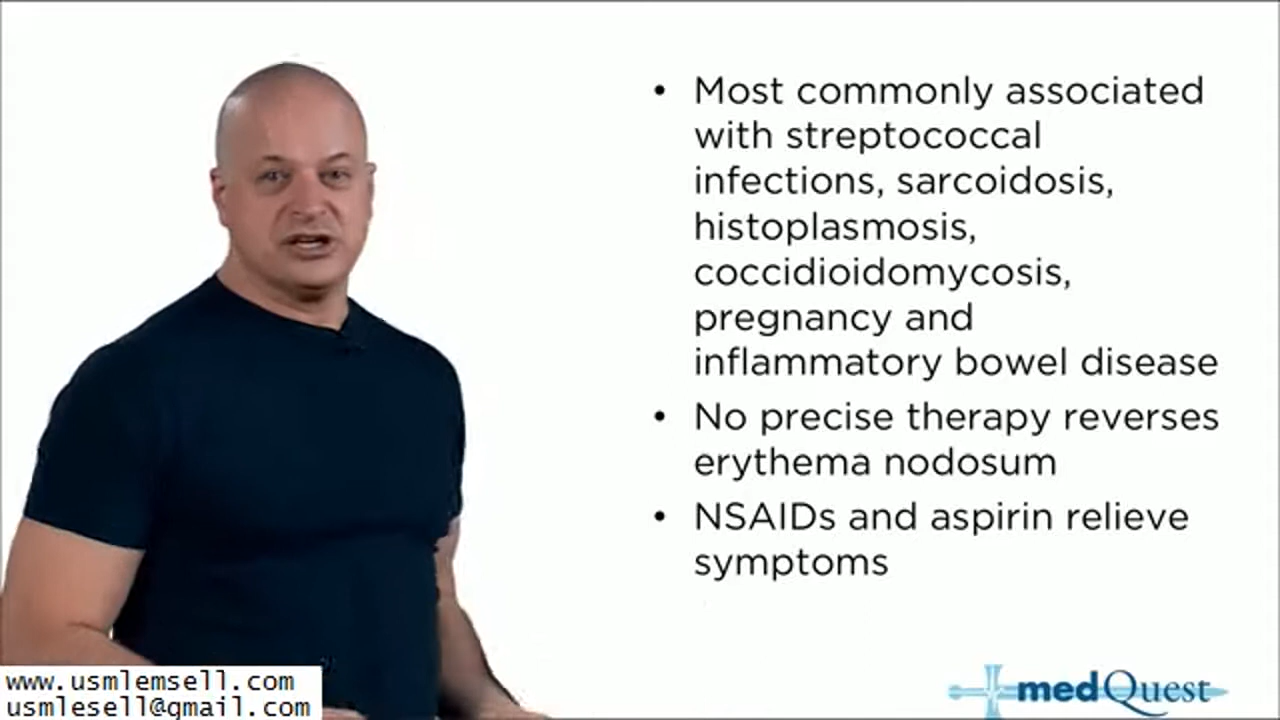 • Most commonly associated
with streptococcal
infections, sarcoidosis,
histoplasmosis,
coccidioidomycosis,
pregnancy and
inflammatory bowel disease
• No precise therapy reverses
erythema nodosum
• NSAIDs and aspirin relieve
symptoms
www.usmlemsell.com
usmlesell@gmail.com
medQuest